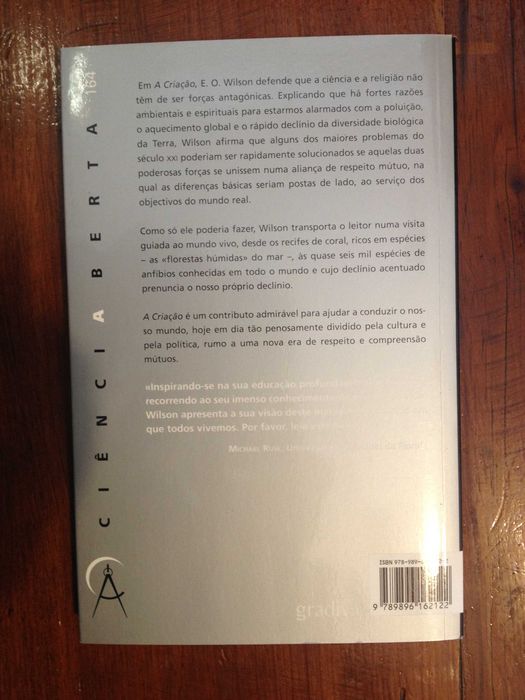 Em A Criação, E. O. Wilson defende que a ciência e a religião não
têm de ser forças antagónicas. Explicando que há fortes razões
ambientais e espirituais para estarmos alarmados com a poluição,
o aquecimento global e o rápido declínio da diversidade biológica
da Terra, Wilson afirma que alguns dos maiores problemas do
século XXI poderiam ser rapidamente solucionados se aquelas duas
poderosas forças se unissem numa aliança de respeito mútuo, na
qual as diferenças básicas seriam postas de lado, ao serviço dos
objectivos do mundo real.
Como só ele poderia fazer, Wilson transporta o leitor numa visita
guiada ao mundo vivo, desde os recifes de coral, ricos em espécies
– as «florestas húmidas» do mar –, às quase seis mil espécies de
anfíbios conhecidas em todo o mundo e cujo declínio acentuado
prenuncia o nosso próprio declínio.
A Criação é um contributo admirável para ajudar a conduzir o nos-
so mundo, hoje em dia tão penosamente dividido pela cultura e
pela política, rumo a uma nova era de respeito e compreensão
mútuos.
«Inspirando-se na sua educação
recorrendo ao seu imenso
Wilson apresenta a sua visão
que todos vivemos. Por favor,
MICHAEL RUSE,
CIÊNCIA ABERTA
164
ISBN 978-989-
9 789896 162122